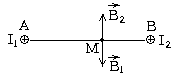 A B₂ B
I₁⊕ M ⊕ I₂
B₁